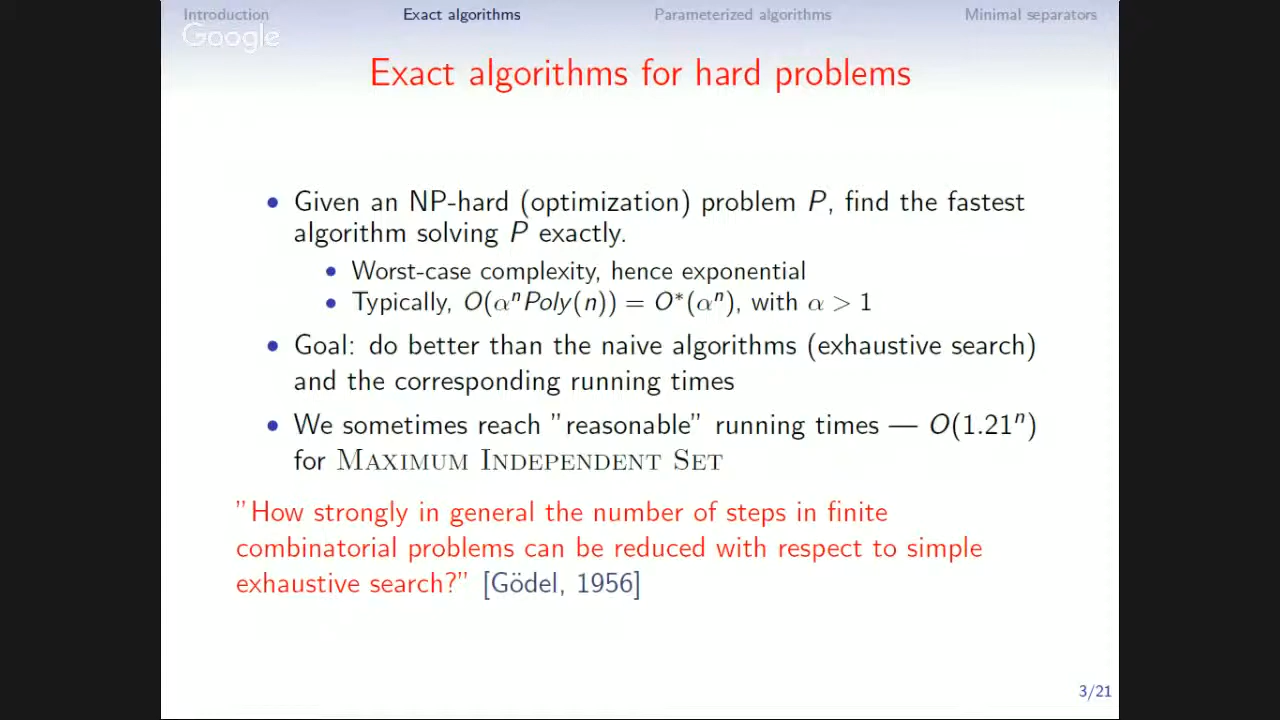 Introduction Exact algorithms Parameterized algorithms Minimal separators
Google
Exact algorithms for hard problems
• Given an NP-hard (optimization) problem P, find the fastest
algorithm solving P exactly.
• Worst-case complexity, hence exponential
• Typically, O(αⁿPoly(n)) = O*(αⁿ), with α > 1
• Goal: do better than the naive algorithms (exhaustive search)
and the corresponding running times
• We sometimes reach ”reasonable” running times — O(1.21ⁿ)
for MAXIMUM INDEPENDENT SET
”How strongly in general the number of steps in finite
combinatorial problems can be reduced with respect to simple
exhaustive search?” [Gödel, 1956]
3/21